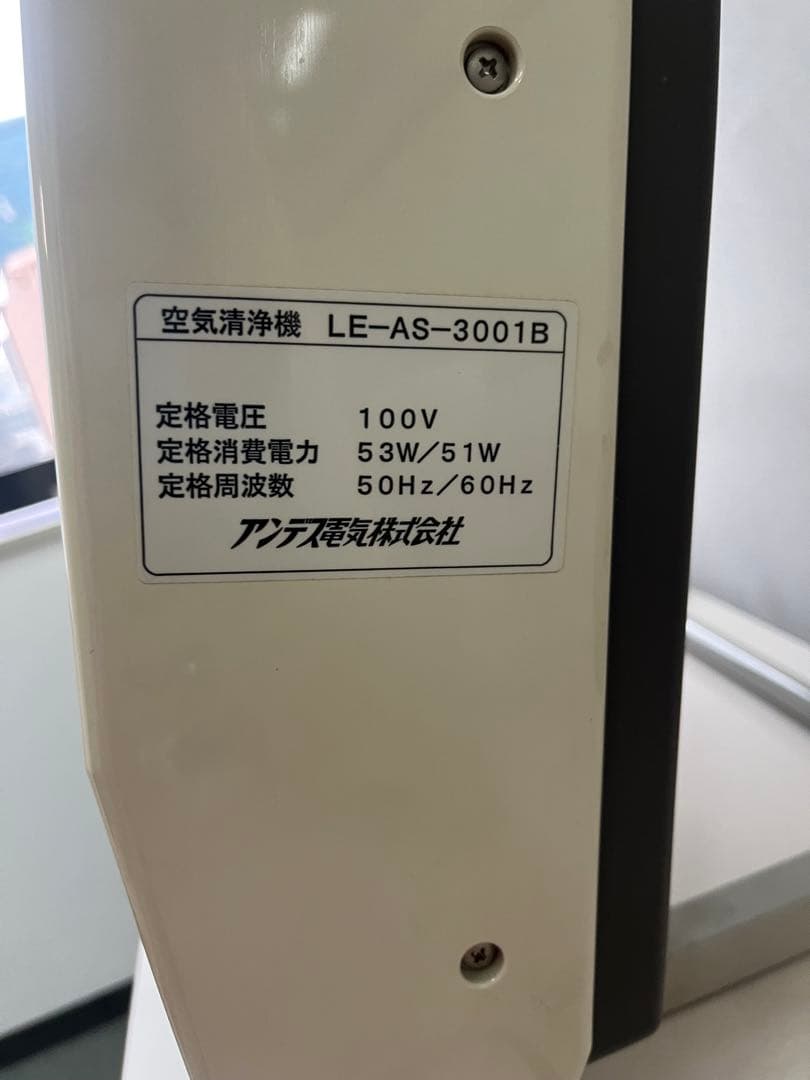 空気清浄機 LE-AS-3001B
定格電圧 100V
定格消費電力 53W/51W
定格周波数 50Hz/60Hz
アンデス電気株式会社